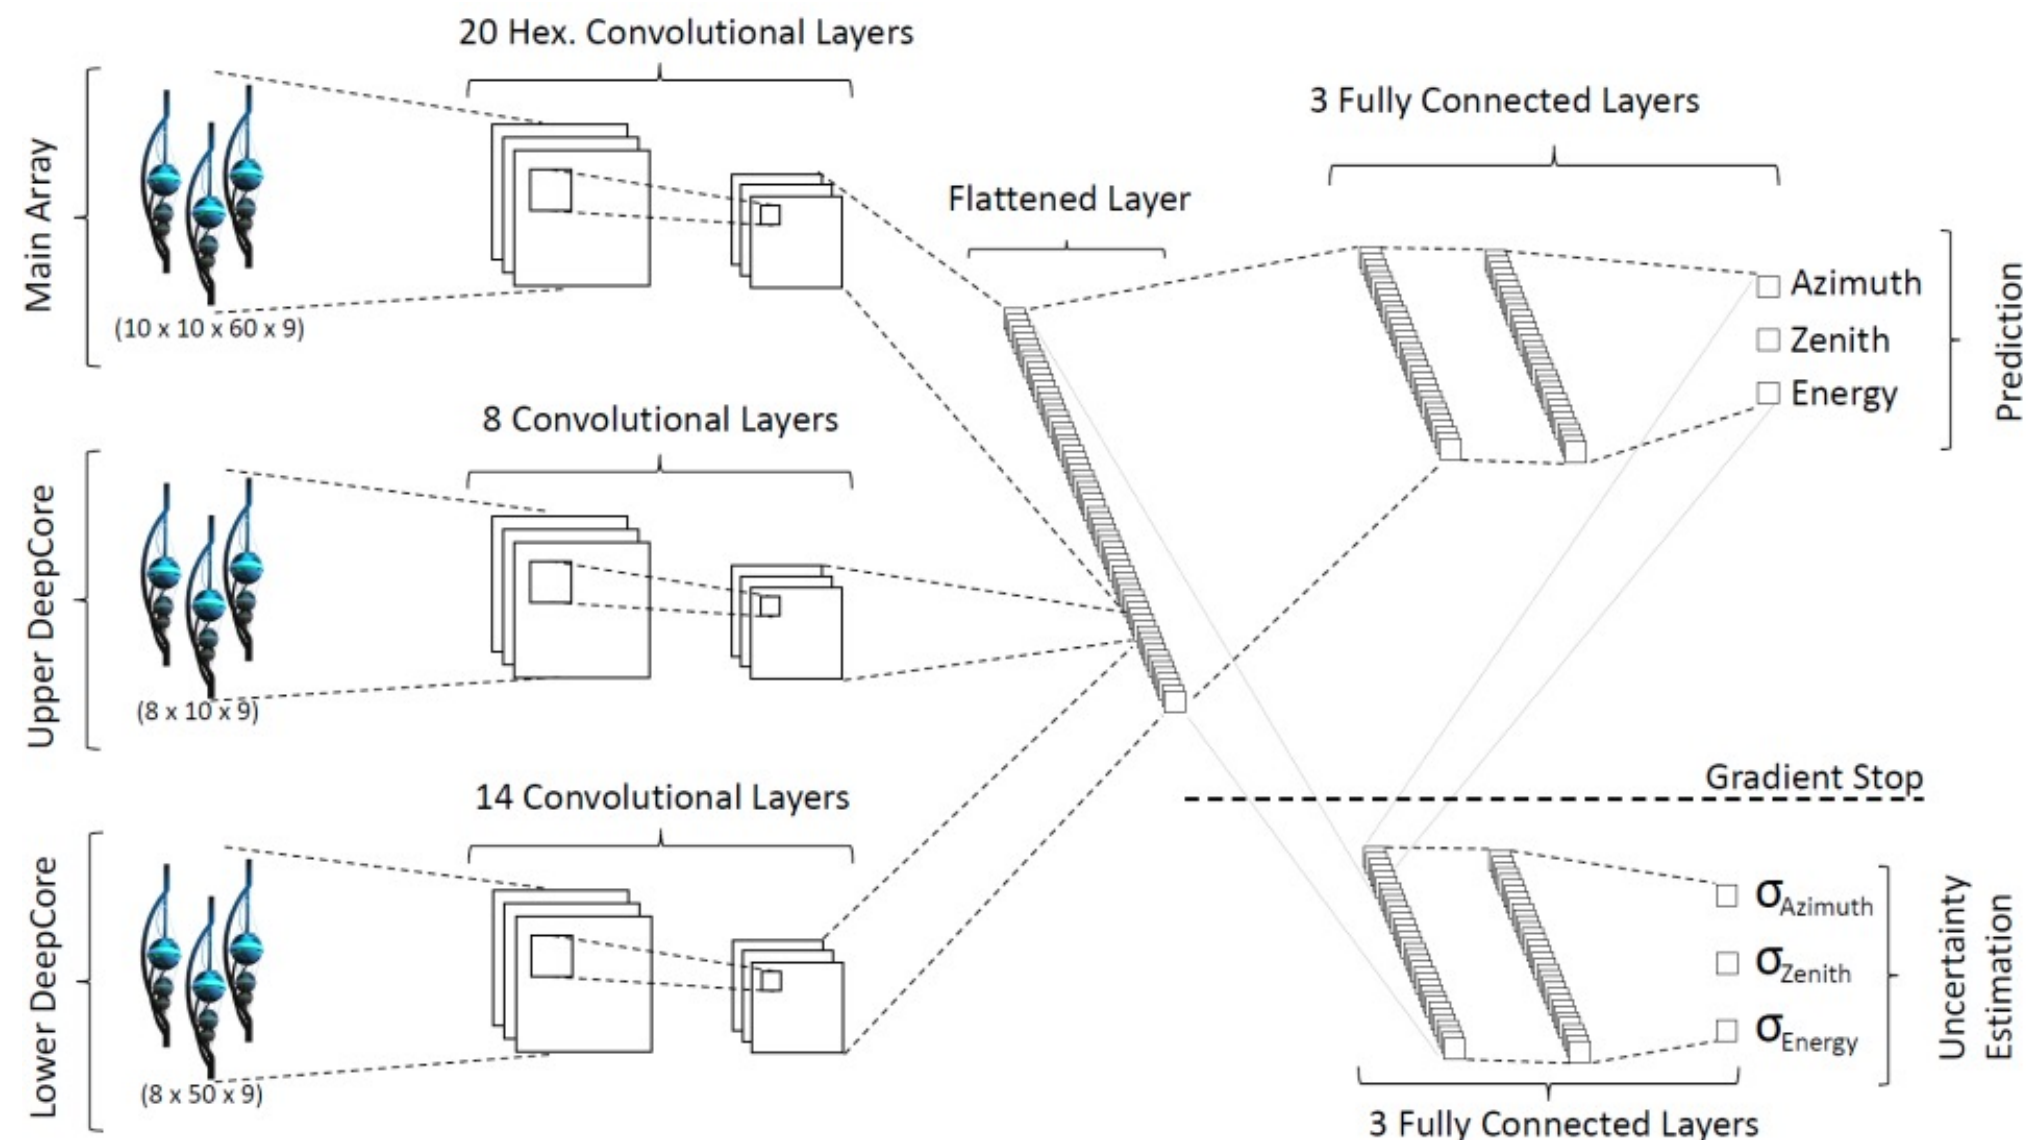 20 Hex. Convolutional Layers
3 Fully Connected Layers
Main Array
Flattened Layer
(10 x 10 x 60 x 9)
Azimuth
Zenith
Energy
Prediction
8 Convolutional Layers
Upper DeepCore
(8 x 10 x 9)
Gradient Stop
14 Convolutional Layers
Lower DeepCore
(8 x 50 x 9)
σAzimuth
σZenith
σEnergy
Uncertainty
Estimation
3 Fully Connected Layers